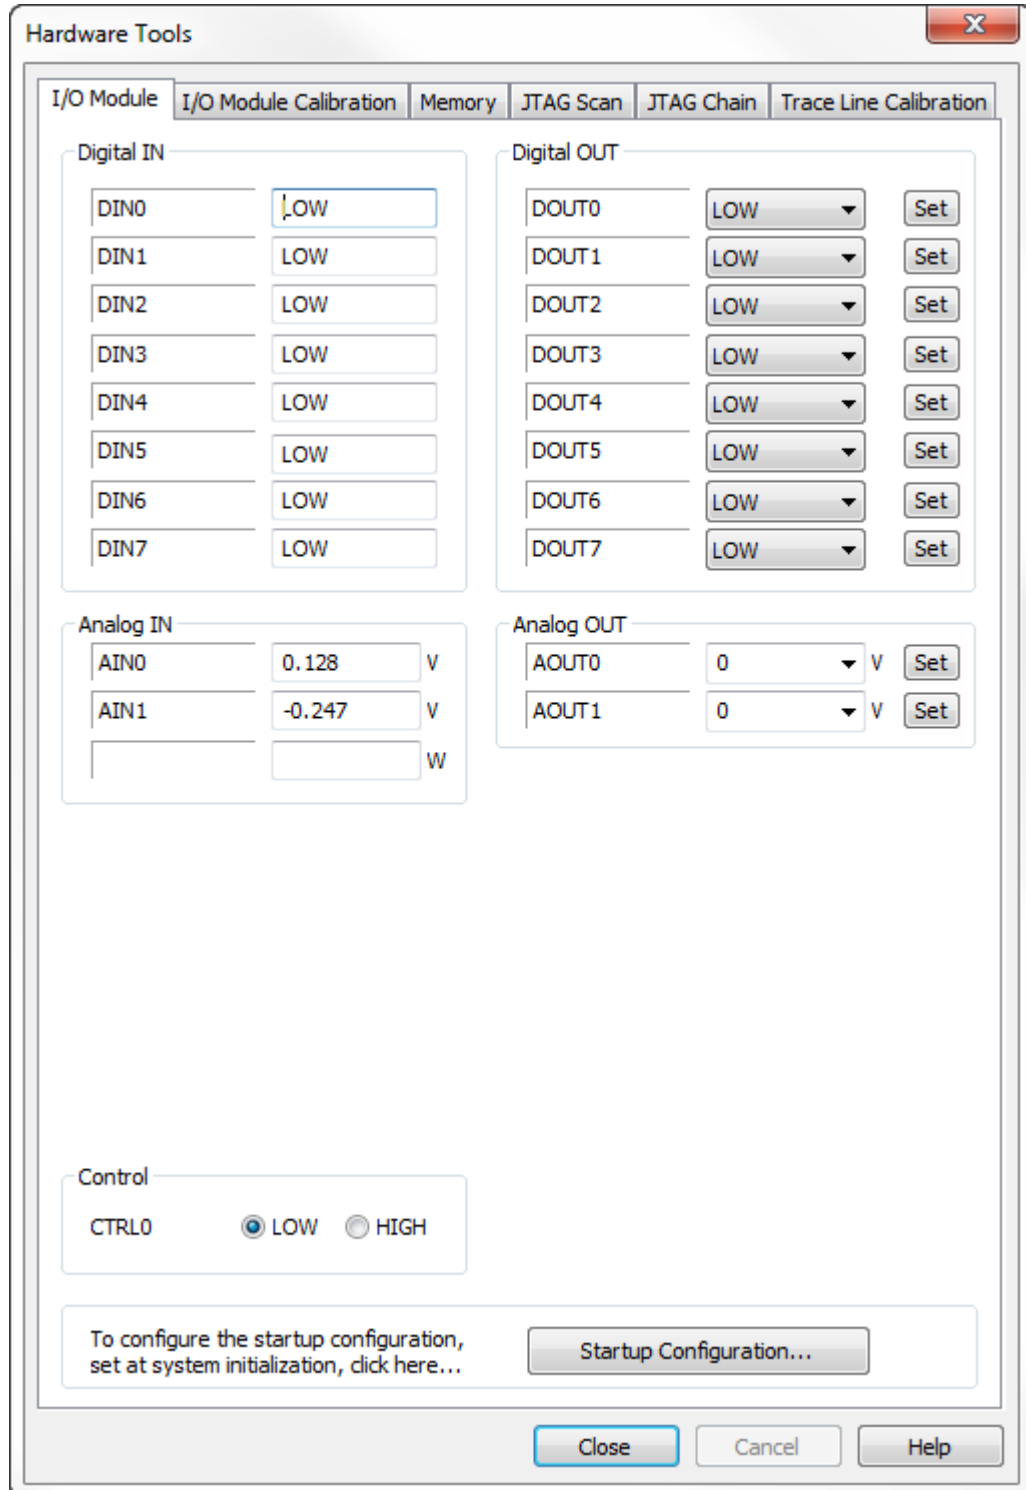 Hardware Tools
I/O Module I/O Module Calibration Memory JTAG Scan JTAG Chain Trace Line Calibration
Digital IN
DIN0 LOW
DIN1 LOW
DIN2 LOW
DIN3 LOW
DIN4 LOW
DIN5 LOW
DIN6 LOW
DIN7 LOW
Digital OUT
DOUT0 LOW Set
DOUT1 LOW Set
DOUT2 LOW Set
DOUT3 LOW Set
DOUT4 LOW Set
DOUT5 LOW Set
DOUT6 LOW Set
DOUT7 LOW Set
Analog IN
AIN0 0.128 V
AIN1 -0.247 V
W
Analog OUT
AOUT0 0 V Set
AOUT1 0 V Set
Control
CTRL0 LOW HIGH
To configure the startup configuration,
set at system initialization, click here...
Startup Configuration...
Close Cancel Help